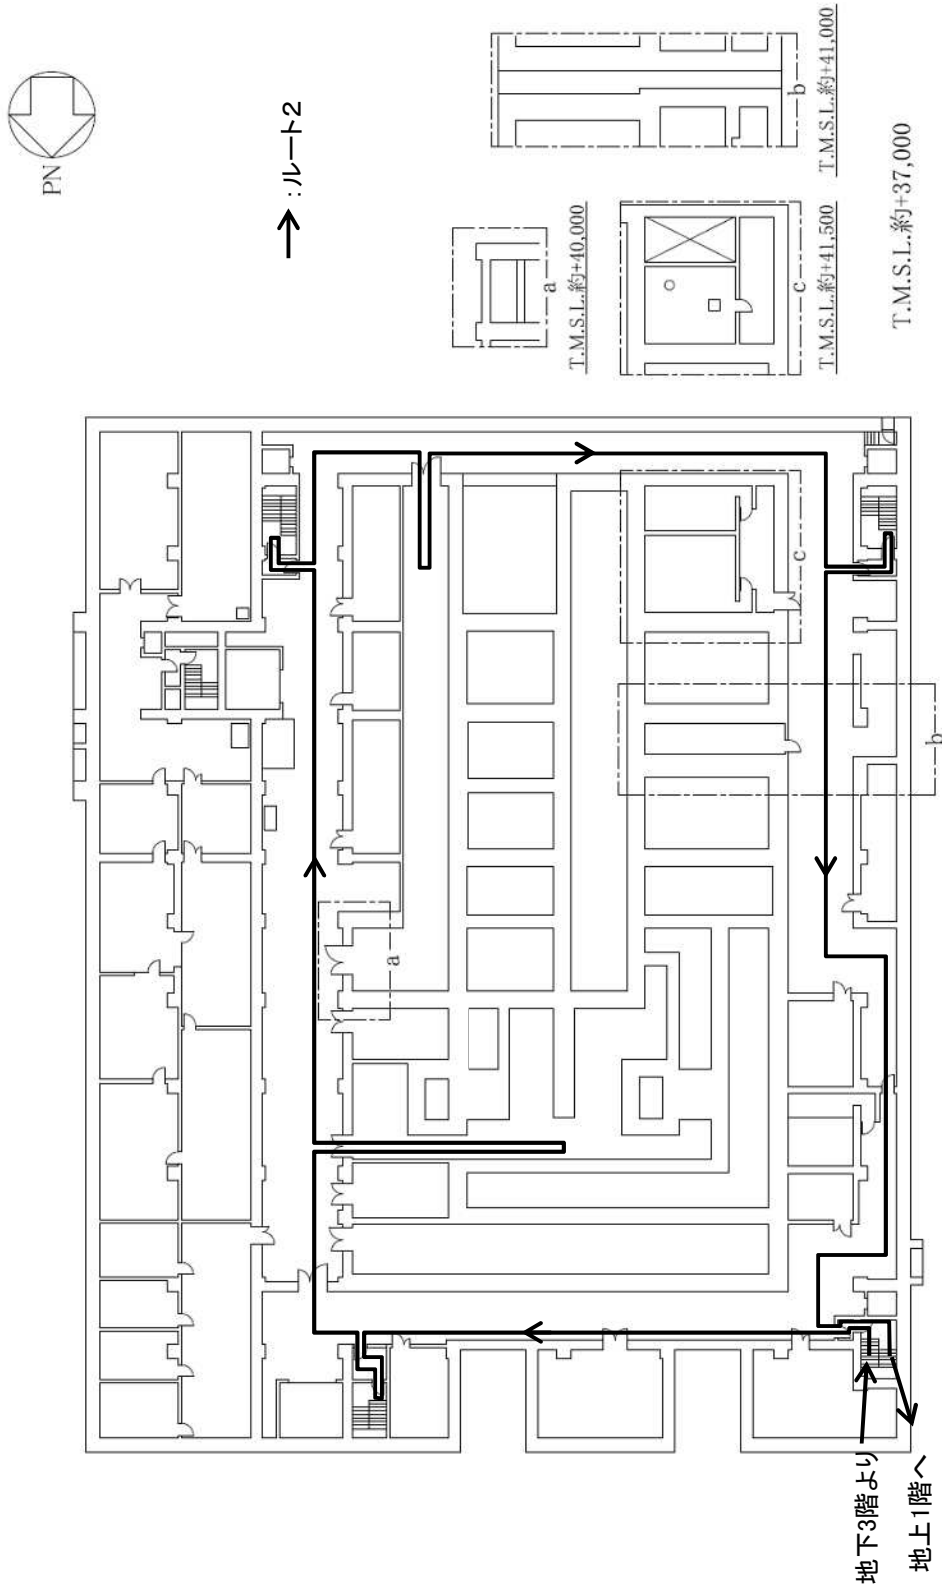 PN
→:ルート2
a
T.M.S.L.約+40,000
b
T.M.S.L.約+41,000
c
T.M.S.L.約+41,500
T.M.S.L.約+37,000
a
c
b
地下3階より
地上1階へ